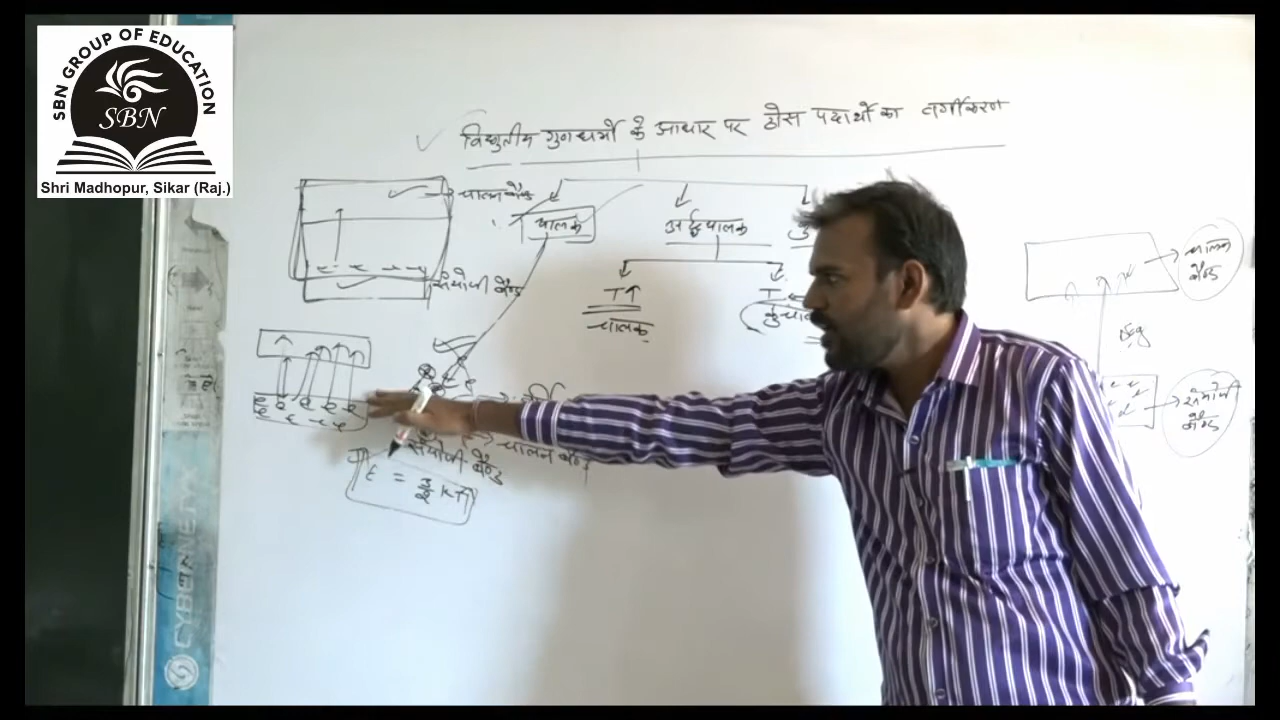 SBN GROUP OF EDUCATION
SBN
Shri Madhopur, Sikar (Raj.)
विद्युतीय गुणधर्मो के आधार पर ठोस पदार्थो का वर्गीकरण
चालन बैण्ड
चालक
अर्द्धचालक
संयोजी बैण्ड
T↑
T
चालक
चालक
बैण्ड
Eg
संयोजी
बैण्ड
e e e e e
संयोजी बैण्ड
चालन बैण्ड
E = 3/2 KT
CYBERNETYX